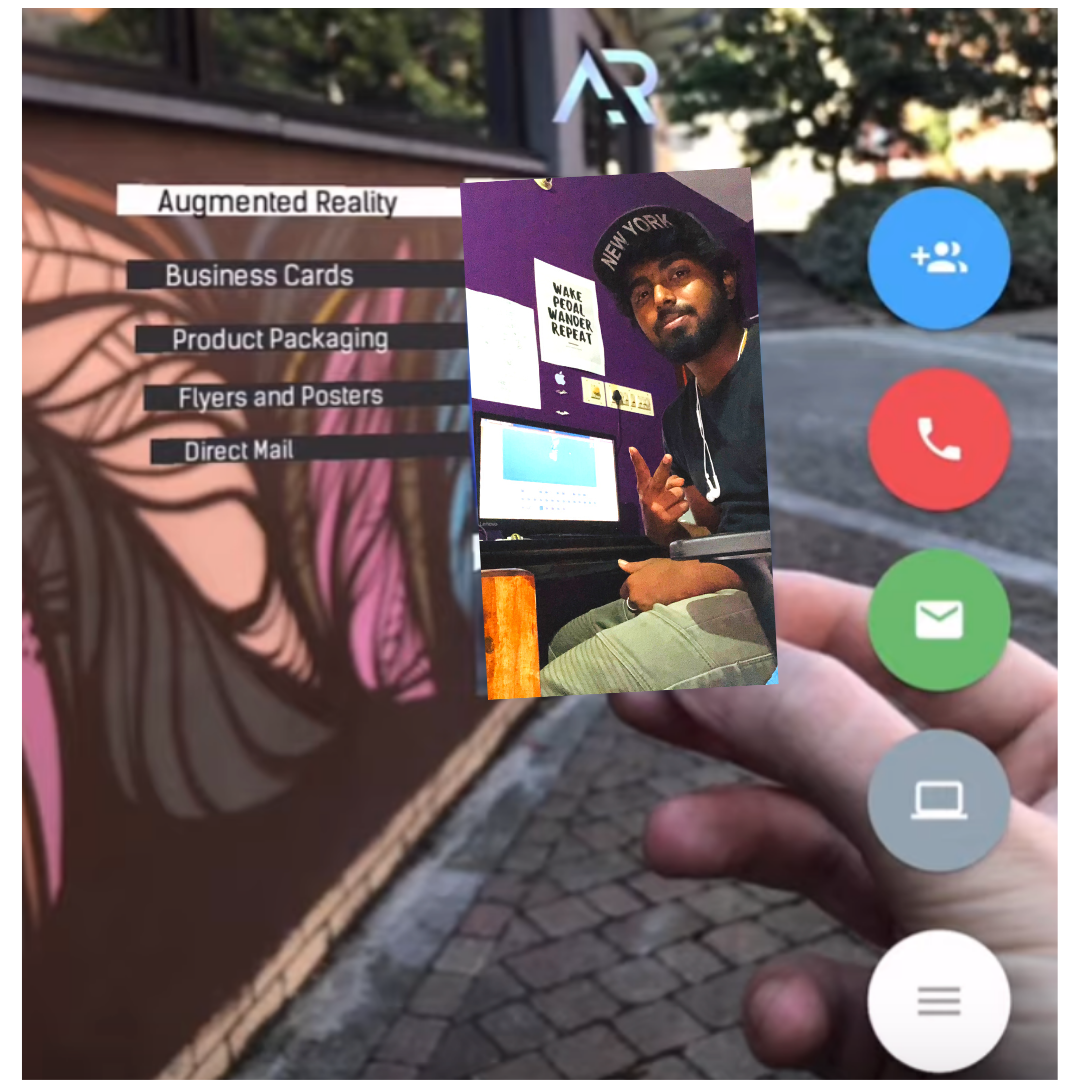 AR
Augmented Reality
Business Cards
Product Packaging
Flyers and Posters
Direct Mail
NEW YORK
WAKE
PEDAL
WANDER
REPEAT